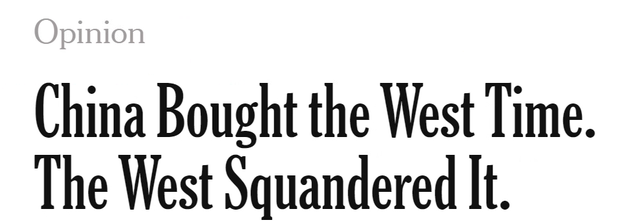 Opinion
China Bought the West Time.
The West Squandered It.